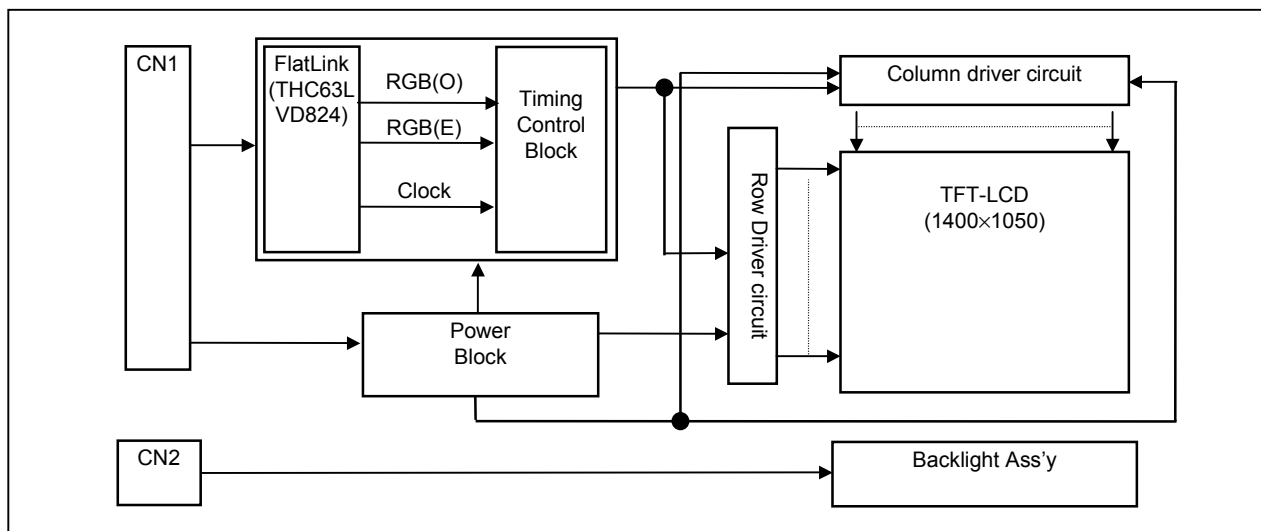 CN1
FlatLink
(THC63L
VD824)
RGB(O)
RGB(E)
Clock
Timing
Control
Block
Column driver circuit
Row Driver circuit
TFT-LCD
(1400×1050)
Power
Block
CN2
Backlight Ass'y